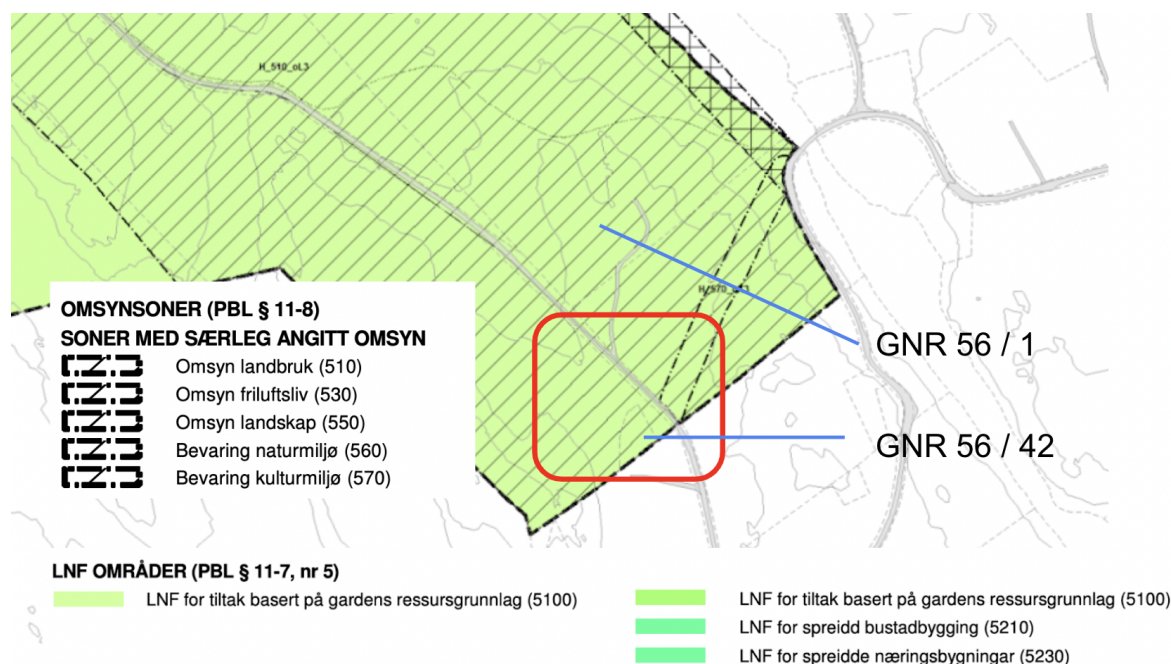 H_510_oL3
H_570_
GNR 56 / 1
GNR 56 / 42
OMSYNSONER (PBL § 11-8)
SONER MED SÆRLEG ANGITT OMSYN
Omsyn landbruk (510)
Omsyn friluftsliv (530)
Omsyn landskap (550)
Bevaring naturmiljø (560)
Bevaring kulturmiljø (570)
LNF OMRÅDER (PBL § 11-7, nr 5)
LNF for tiltak basert på gardens ressursgrunnlag (5100)
LNF for tiltak basert på gardens ressursgrunnlag (5100)
LNF for spreidd bustadbygging (5210)
LNF for spreidde næringsbygningar (5230)